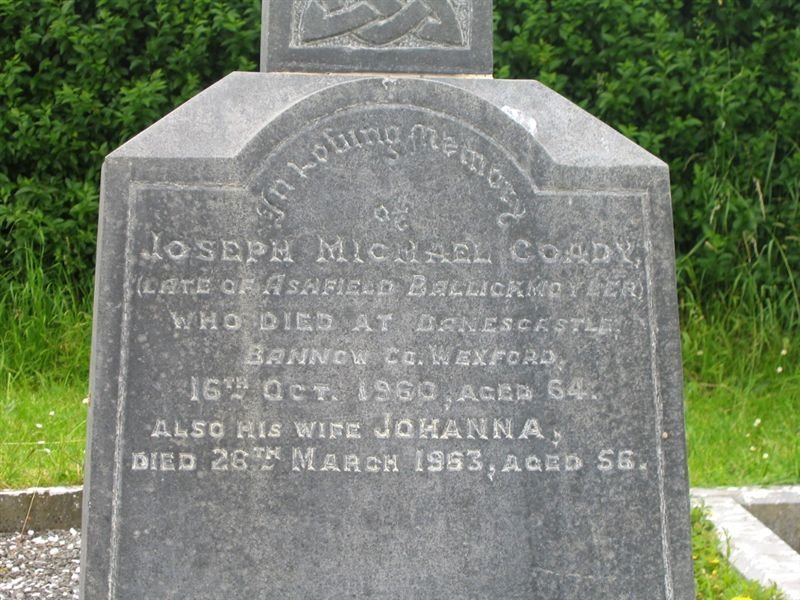 In Loving Memory
of
JOSEPH MICHAEL COADY,
(LATE OF ASHFIELD BALLICKMOYLER)
WHO DIED AT DANESCASTLE,
BANNOW CO. WEXFORD,
16TH OCT. 1960, AGED 64.
ALSO HIS WIFE JOHANNA,
DIED 28TH MARCH 1963, AGED 56.